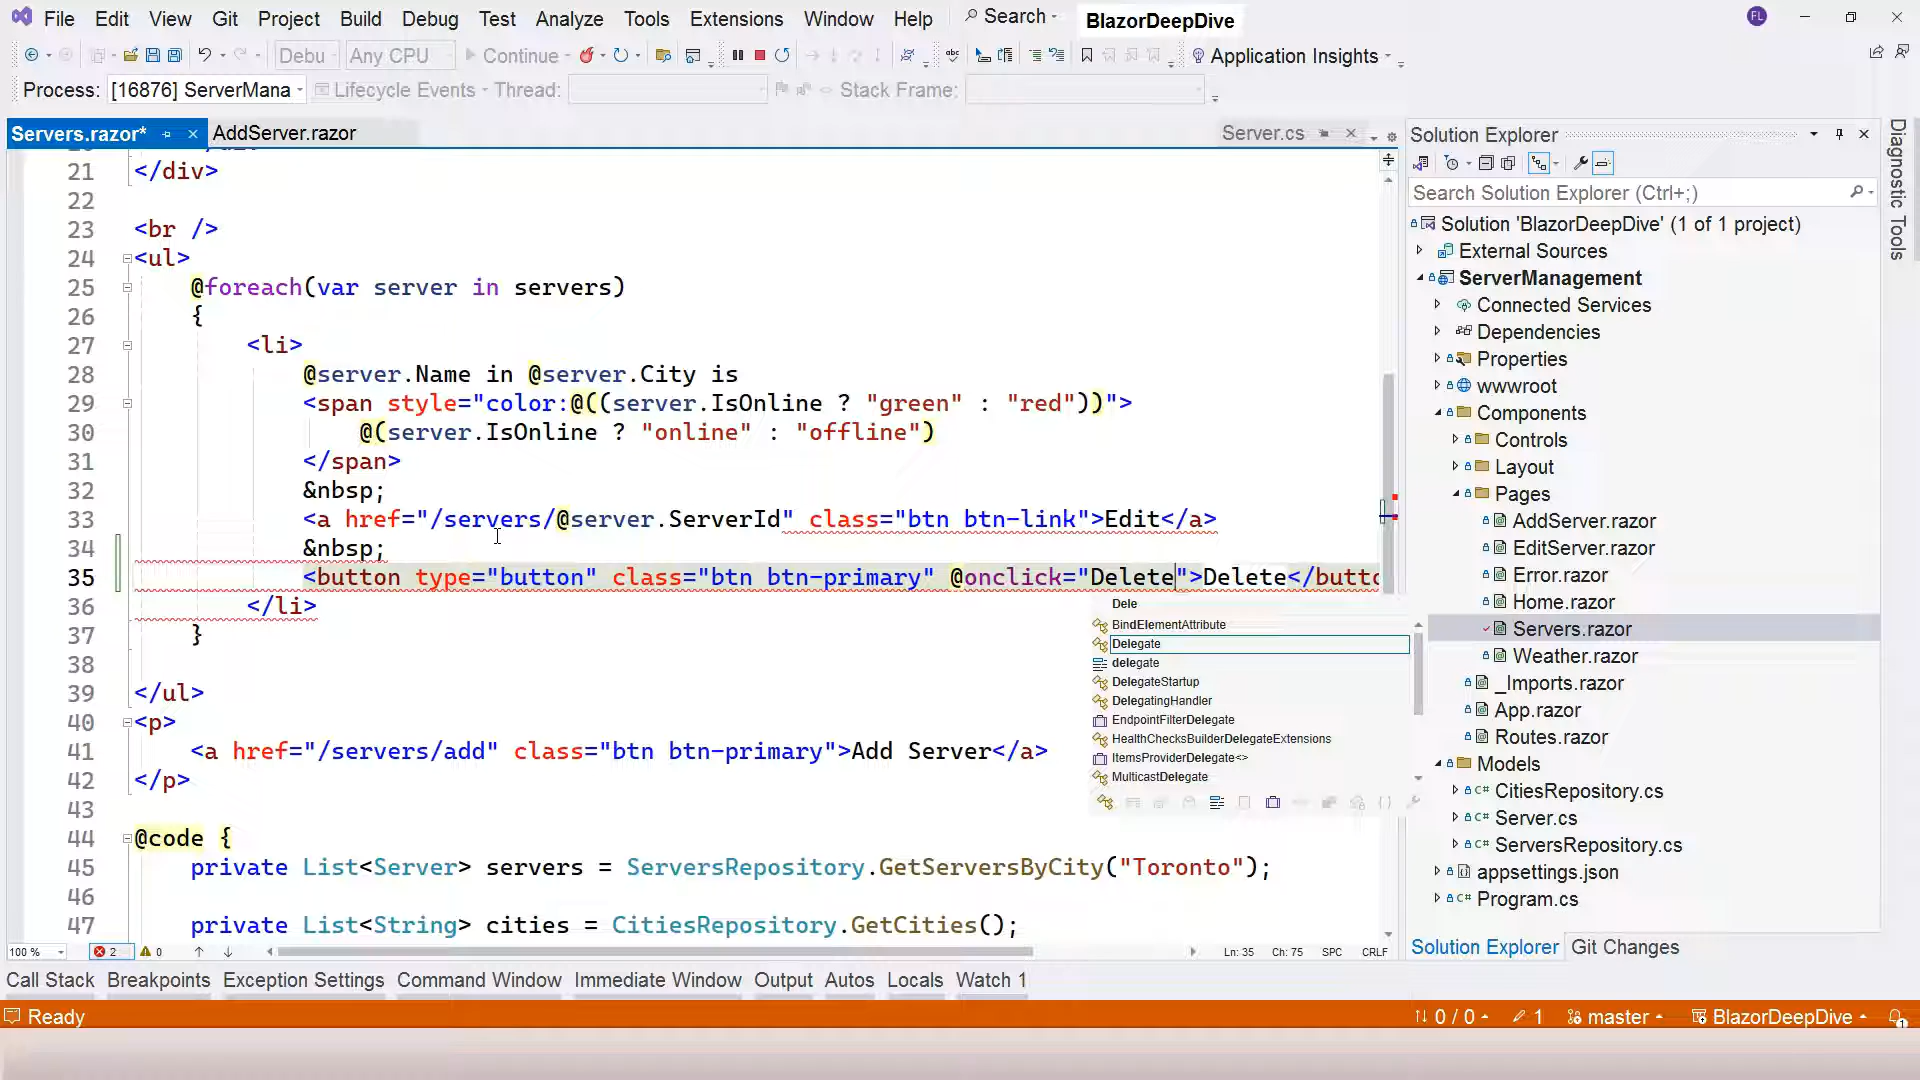 File Edit View Git Project Build Debug Test Analyze Tools Extensions Window Help Search BlazorDeepDive FL
Debug Any CPU Continue Application Insights
Process: [16876] ServerMana Lifecycle Events Thread: Stack Frame:
Servers.razor* AddServer.razor Server.cs
21 </div>
22
23 <br />
24 <ul>
25 @foreach(var server in servers)
26 {
27 <li>
28 @server.Name in @server.City is
29 <span style="color:@((server.IsOnline ? "green" : "red"))">
30 @(server.IsOnline ? "online" : "offline")
31 </span>
32 &nbsp;
33 <a href="/servers/@server.ServerId" class="btn btn-link">Edit</a>
34 &nbsp;
35 <button type="button" class="btn btn-primary" @onclick="Delete">Delete</butto
36 </li>
37 }
38
39 </ul>
40 <p>
41 <a href="/servers/add" class="btn btn-primary">Add Server</a>
42 </p>
43
44 @code {
45 private List<Server> servers = ServersRepository.GetServersByCity("Toronto");
46
47 private List<String> cities = CitiesRepository.GetCities();
Dele
BindElementAttribute
Delegate
delegate
DelegateStartup
DelegatingHandler
EndpointFilterDelegate
HealthChecksBuilderDelegateExtensions
ItemsProviderDelegate<>
MulticastDelegate
100 % 2 0 Ln: 35 Ch: 75 SPC CRLF
Solution Explorer
Search Solution Explorer (Ctrl+;)
Solution 'BlazorDeepDive' (1 of 1 project)
External Sources
ServerManagement
Connected Services
Dependencies
Properties
wwwroot
Components
Controls
Layout
Pages
AddServer.razor
EditServer.razor
Error.razor
Home.razor
Servers.razor
Weather.razor
_Imports.razor
App.razor
Routes.razor
Models
C# CitiesRepository.cs
C# Server.cs
C# ServersRepository.cs
appsettings.json
C# Program.cs
Solution Explorer Git Changes
Diagnostic Tools
Call Stack Breakpoints Exception Settings Command Window Immediate Window Output Autos Locals Watch 1
Ready 0 / 0 1 master BlazorDeepDive 1